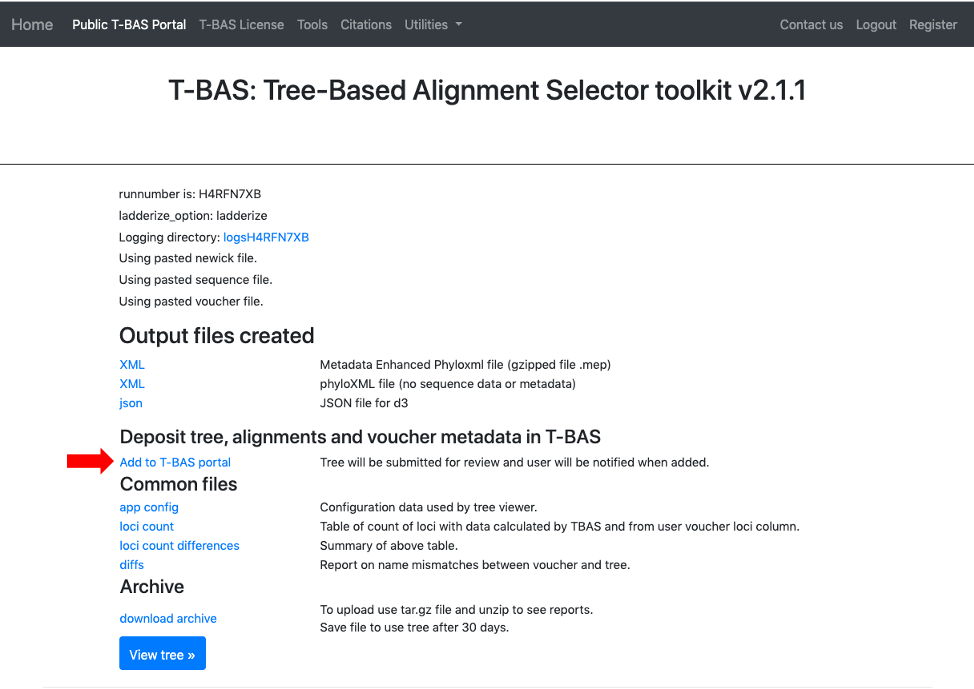 Home Public T-BAS Portal T-BAS License Tools Citations Utilities Contact us Logout Register
T-BAS: Tree-Based Alignment Selector toolkit v2.1.1
runnumber is: H4RFN7XB
ladderize_option: ladderize
Logging directory: logsH4RFN7XB
Using pasted newick file.
Using pasted sequence file.
Using pasted voucher file.
Output files created
XML Metadata Enhanced Phyloxml file (gzipped file .mep)
XML phyloXML file (no sequence data or metadata)
json JSON file for d3
Deposit tree, alignments and voucher metadata in T-BAS
Add to T-BAS portal Tree will be submitted for review and user will be notified when added.
Common files
app config Configuration data used by tree viewer.
loci count Table of count of loci with data calculated by TBAS and from user voucher loci column.
loci count differences Summary of above table.
diffs Report on name mismatches between voucher and tree.
Archive
download archive To upload use tar.gz file and unzip to see reports.
Save file to use tree after 30 days.
View tree »